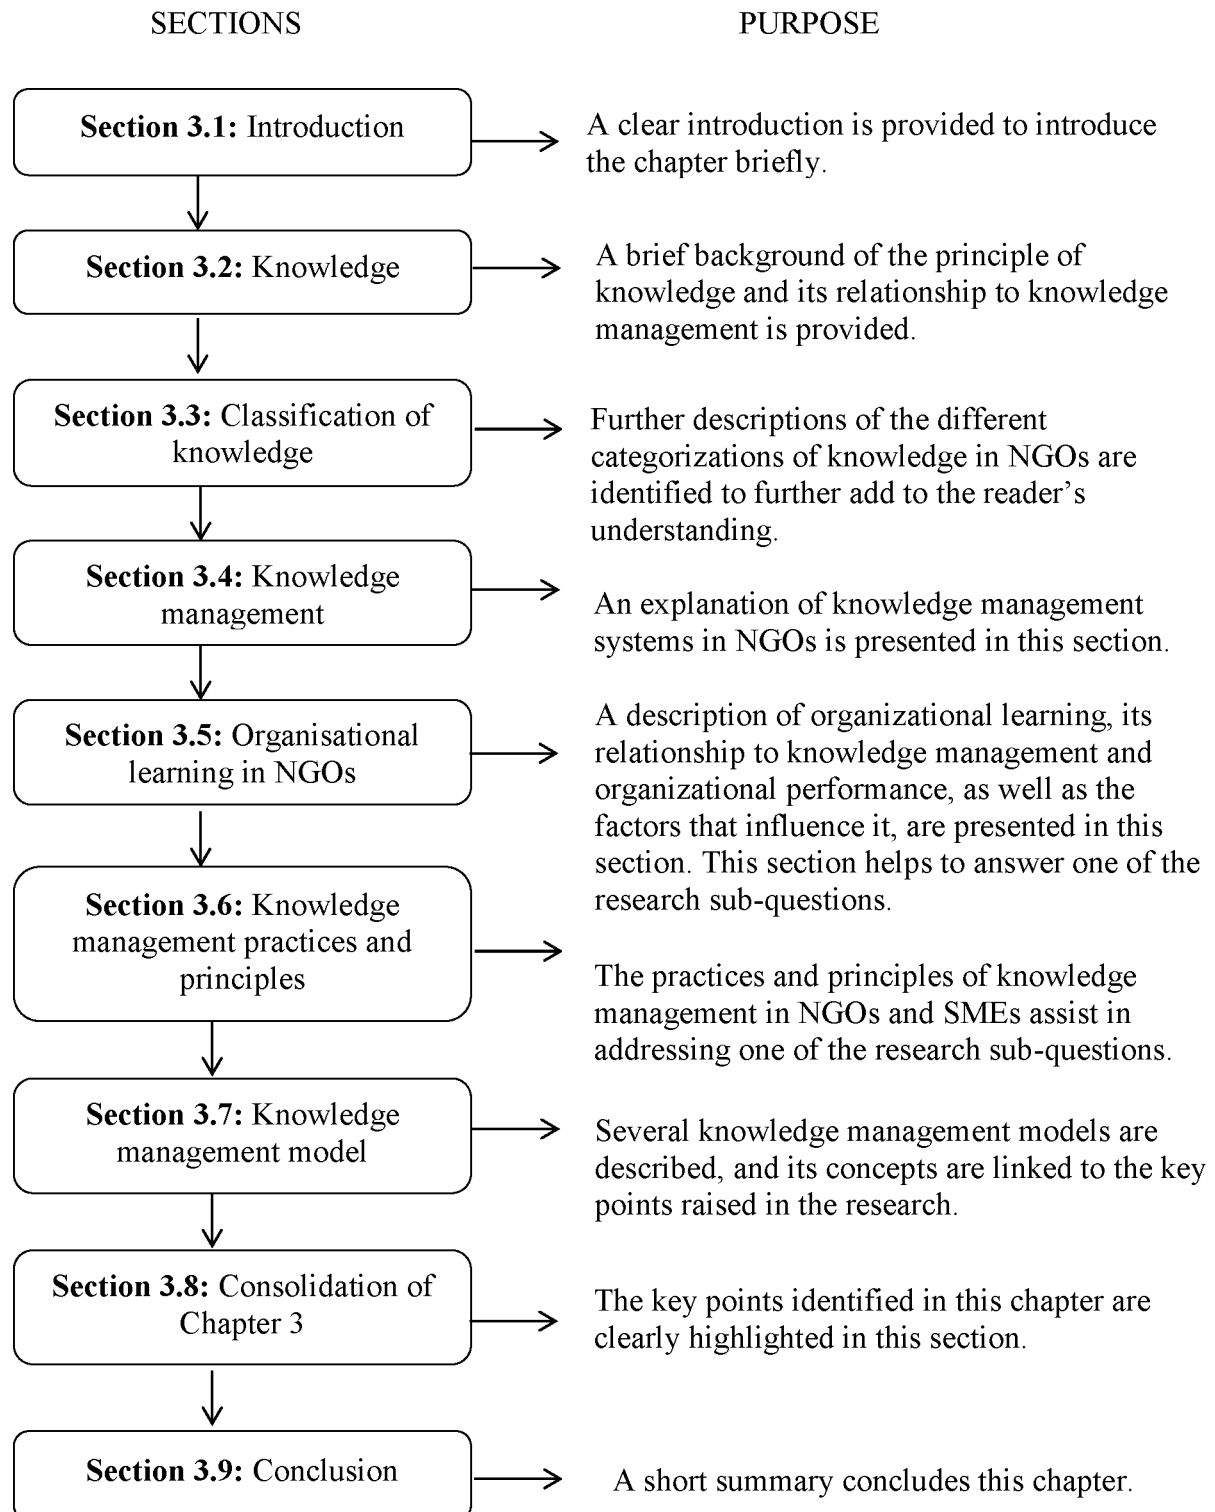 SECTIONS
PURPOSE
Section 3.1: Introduction
A clear introduction is provided to introduce
the chapter briefly.
Section 3.2: Knowledge
A brief background of the principle of
knowledge and its relationship to knowledge
management is provided.
Section 3.3: Classification of
knowledge
Further descriptions of the different
categorizations of knowledge in NGOs are
identified to further add to the reader’s
understanding.
Section 3.4: Knowledge
management
An explanation of knowledge management
systems in NGOs is presented in this section.
Section 3.5: Organisational
learning in NGOs
A description of organizational learning, its
relationship to knowledge management and
organizational performance, as well as the
factors that influence it, are presented in this
section. This section helps to answer one of the
research sub-questions.
Section 3.6: Knowledge
management practices and
principles
The practices and principles of knowledge
management in NGOs and SMEs assist in
addressing one of the research sub-questions.
Section 3.7: Knowledge
management model
Several knowledge management models are
described, and its concepts are linked to the key
points raised in the research.
Section 3.8: Consolidation of
Chapter 3
The key points identified in this chapter are
clearly highlighted in this section.
Section 3.9: Conclusion
A short summary concludes this chapter.